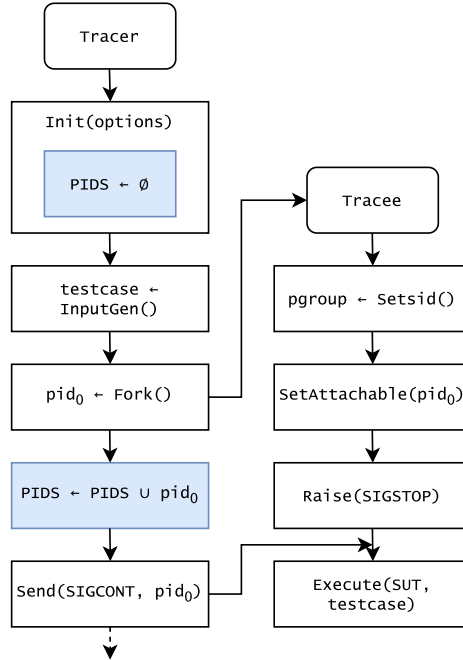 Tracer
Init(options)
PIDS ← Ø
testcase ←
InputGen()
pid₀ ← Fork()
PIDS ← PIDS ∪ pid₀
Send(SIGCONT, pid₀)
Tracee
pgroup ← Setsid()
SetAttachable(pid₀)
Raise(SIGSTOP)
Execute(SUT,
testcase)